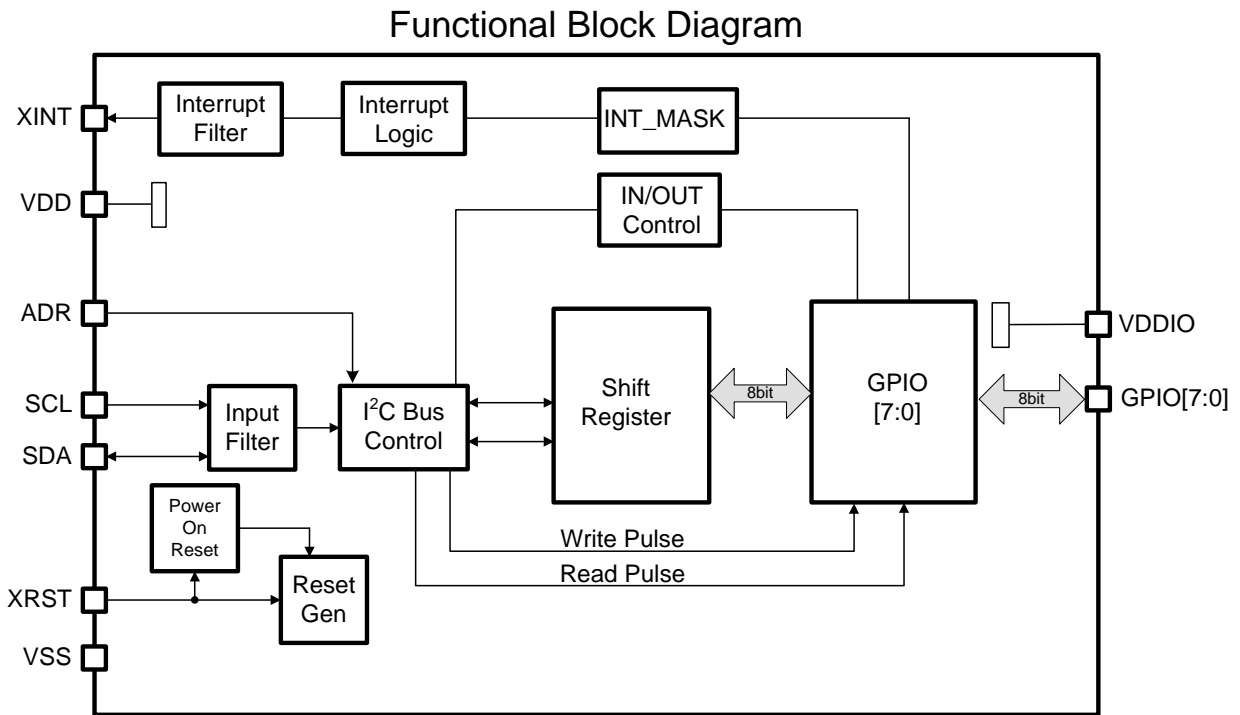 Functional Block Diagram
XINT
Interrupt
Filter
Interrupt
Logic
INT_MASK
VDD
IN/OUT
Control
ADR
VDDIO
SCL
SDA
Input
Filter
I²C Bus
Control
Shift
Register
8bit
GPIO
[7:0]
8bit
GPIO[7:0]
Power
On
Reset
Write Pulse
Read Pulse
XRST
Reset
Gen
VSS